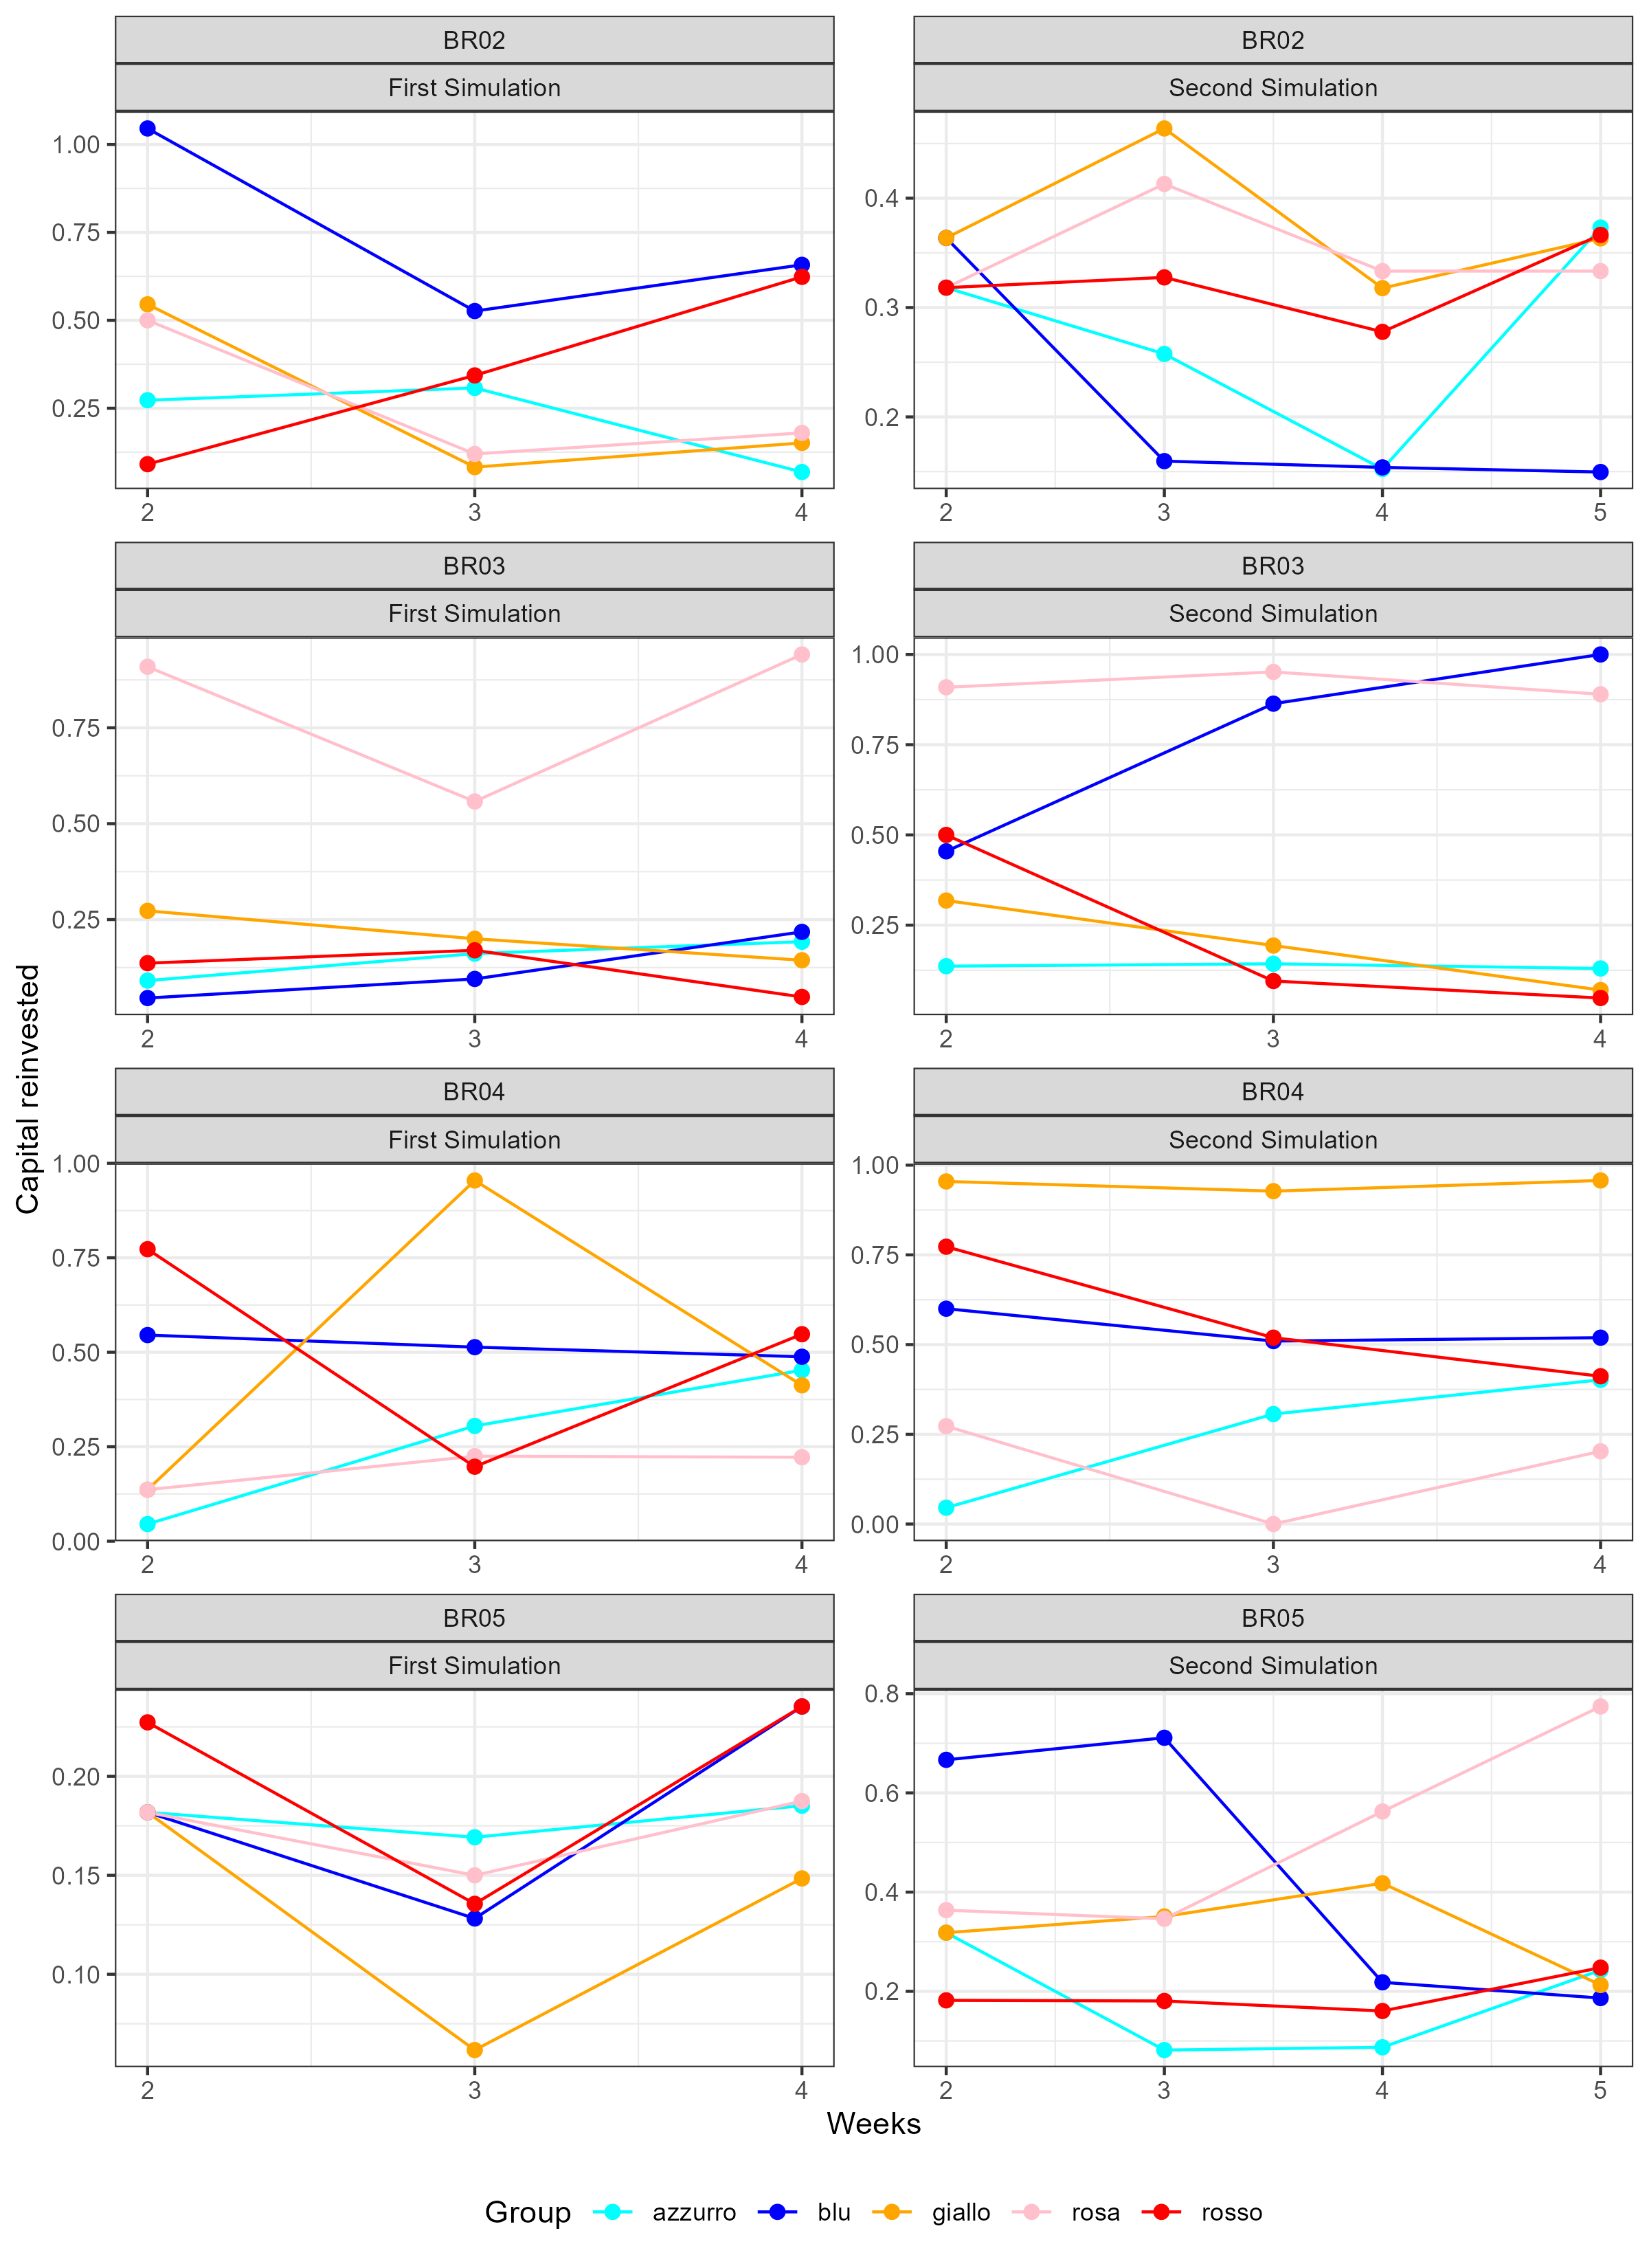 BR02
First Simulation
1.00
0.75
0.50
0.25
2 3 4
BR02
Second Simulation
0.4
0.3
0.2
2 3 4 5
BR03
First Simulation
0.75
0.50
0.25
2 3 4
BR03
Second Simulation
1.00
0.75
0.50
0.25
2 3 4
Capital reinvested
BR04
First Simulation
1.00
0.75
0.50
0.25
0.00
2 3 4
BR04
Second Simulation
1.00
0.75
0.50
0.25
0.00
2 3 4
BR05
First Simulation
0.20
0.15
0.10
2 3 4
BR05
Second Simulation
0.8
0.6
0.4
0.2
2 3 4 5
Weeks
Group azzurro blu giallo rosa rosso